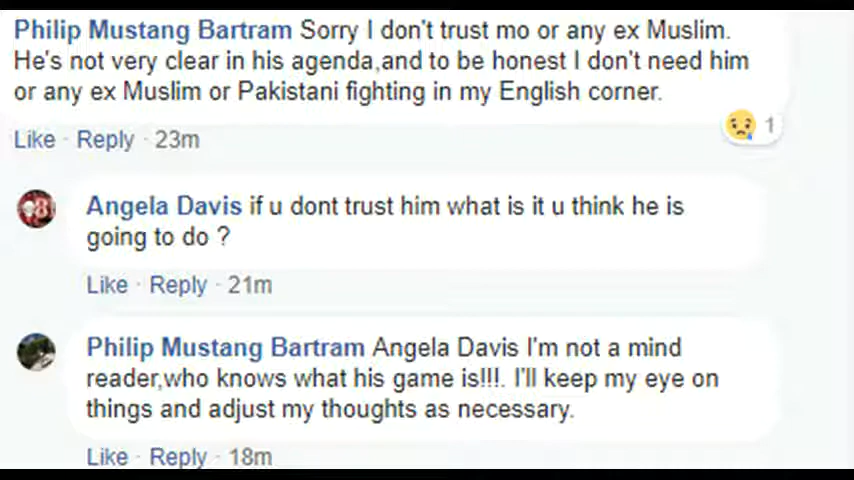 Philip Mustang Bartram Sorry I don't trust mo or any ex Muslim.
He's not very clear in his agenda,and to be honest I don't need him
or any ex Muslim or Pakistani fighting in my English corner.
1
Like · Reply · 23m
Angela Davis if u dont trust him what is it u think he is
going to do ?
Like · Reply · 21m
Philip Mustang Bartram Angela Davis I'm not a mind
reader,who knows what his game is!!!. I'll keep my eye on
things and adjust my thoughts as necessary.
Like · Reply · 18m